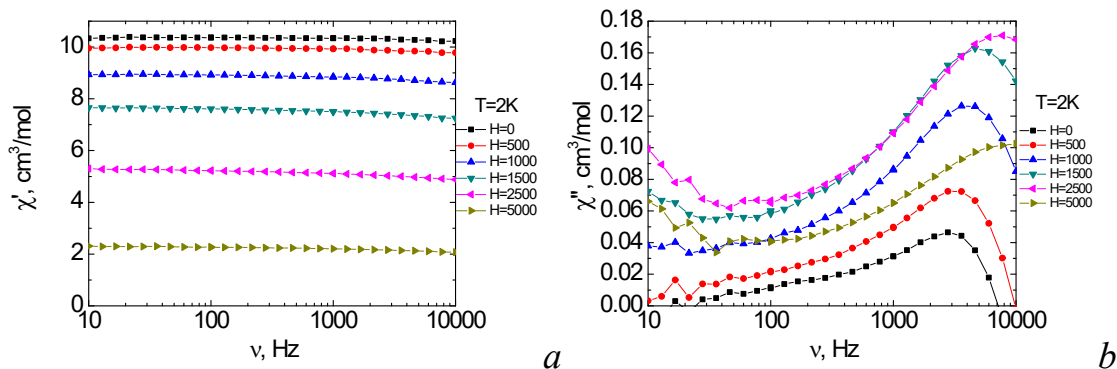 10
8
6
4
2
0
χ', cm³/mol
10
100
1000
10000
ν, Hz
T=2K
H=0
H=500
H=1000
H=1500
H=2500
H=5000
a
0.18
0.16
0.14
0.12
0.10
0.08
0.06
0.04
0.02
0.00
χ'', cm³/mol
10
100
1000
10000
ν, Hz
T=2K
H=0
H=500
H=1000
H=1500
H=2500
H=5000
b